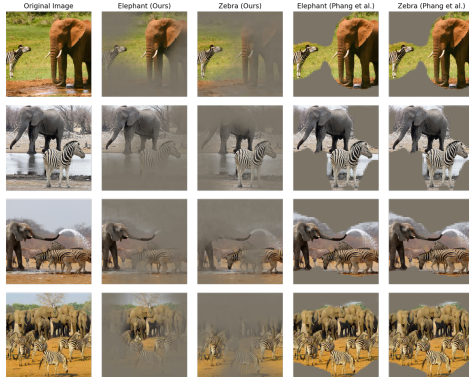 Original Image
Elephant (Ours)
Zebra (Ours)
Elephant (Phang et al.)
Zebra (Phang et al.)